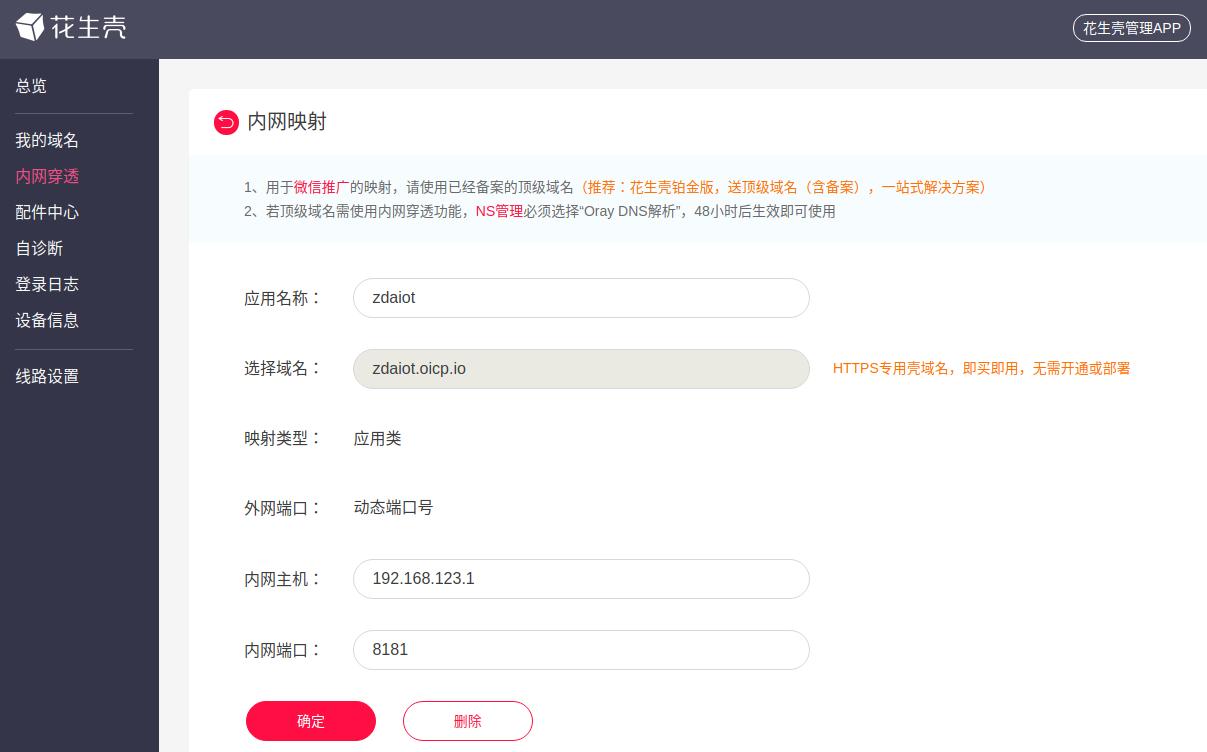 花生壳
花生壳管理APP
总览
我的域名
内网穿透
配件中心
自诊断
登录日志
设备信息
线路设置
内网映射
1、用于微信推广的映射，请使用已经备案的顶级域名（推荐：花生壳铂金版，送顶级域名（含备案），一站式解决方案）
2、若顶级域名需使用内网穿透功能，NS管理必须选择“Oray DNS解析”，48小时后生效即可使用
应用名称： zdaiot
选择域名： zdaiot.oicp.io HTTPS专用壳域名，即买即用，无需开通或部署
映射类型： 应用类
外网端口： 动态端口号
内网主机： 192.168.123.1
内网端口： 8181
确定 删除